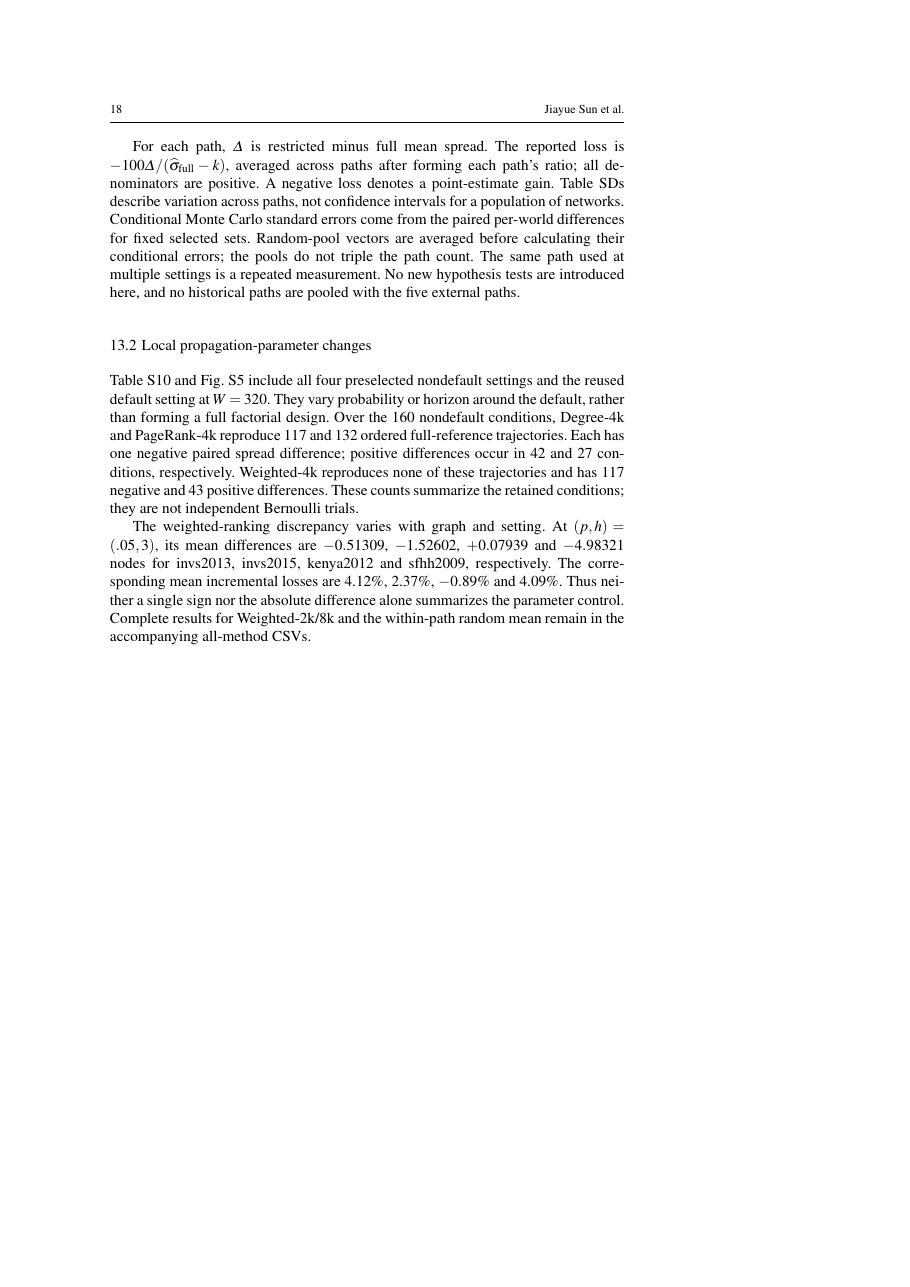 18 Jiayue Sun et al.
For each path, Δ is restricted minus full mean spread. The reported loss is
−100Δ/(σ̂full − k), averaged across paths after forming each path's ratio; all de-
nominators are positive. A negative loss denotes a point-estimate gain. Table SDs
describe variation across paths, not confidence intervals for a population of networks.
Conditional Monte Carlo standard errors come from the paired per-world differences
for fixed selected sets. Random-pool vectors are averaged before calculating their
conditional errors; the pools do not triple the path count. The same path used at
multiple settings is a repeated measurement. No new hypothesis tests are introduced
here, and no historical paths are pooled with the five external paths.
13.2 Local propagation-parameter changes
Table S10 and Fig. S5 include all four preselected nondefault settings and the reused
default setting at W = 320. They vary probability or horizon around the default, rather
than forming a full factorial design. Over the 160 nondefault conditions, Degree-4k
and PageRank-4k reproduce 117 and 132 ordered full-reference trajectories. Each has
one negative paired spread difference; positive differences occur in 42 and 27 con-
ditions, respectively. Weighted-4k reproduces none of these trajectories and has 117
negative and 43 positive differences. These counts summarize the retained conditions;
they are not independent Bernoulli trials.
The weighted-ranking discrepancy varies with graph and setting. At (p,h) =
(.05,3), its mean differences are −0.51309, −1.52602, +0.07939 and −4.98321
nodes for invs2013, invs2015, kenya2012 and sfhh2009, respectively. The corre-
sponding mean incremental losses are 4.12%, 2.37%, −0.89% and 4.09%. Thus nei-
ther a single sign nor the absolute difference alone summarizes the parameter control.
Complete results for Weighted-2k/8k and the within-path random mean remain in the
accompanying all-method CSVs.